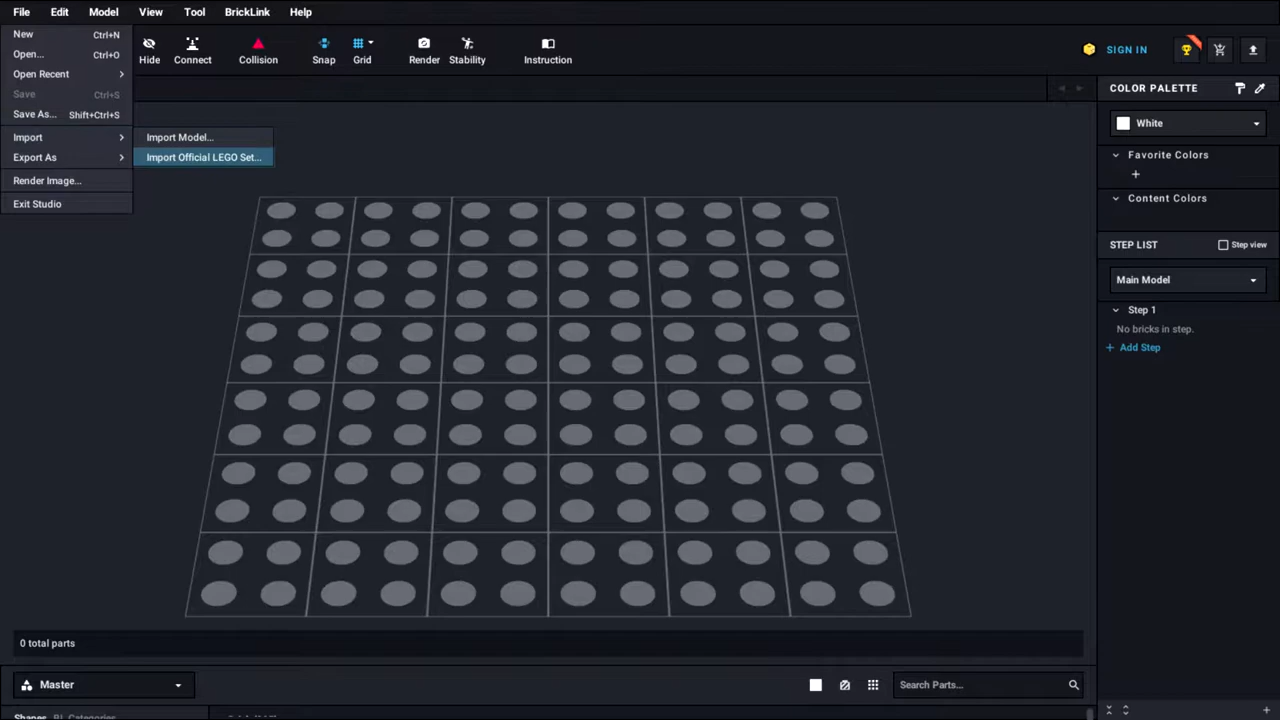 File Edit Model View Tool BrickLink Help
New Ctrl+N
Open... Ctrl+O
Open Recent
Save Ctrl+S
Save As... Shift+Ctrl+S
Import
Export As
Render Image...
Exit Studio
Import Model...
Import Official LEGO Set...
Hide Connect Collision Snap Grid Render Stability Instruction
SIGN IN
COLOR PALETTE
White
Favorite Colors
+
Content Colors
STEP LIST Step view
Main Model
Step 1
No bricks in step.
+ Add Step
0 total parts
Master
Search Parts...
Shapes BL Categories